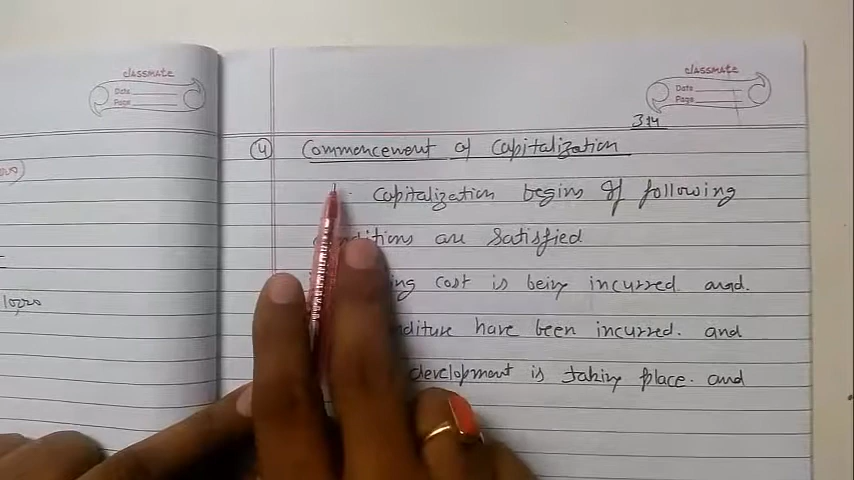 classmate
Date
Page
classmate
Date
Page
314
④ Commencement of Capitalization
Capitalization begins If following
are Satisfied
cost is being incurred. and.
have been incurred. and
development is taking place. and